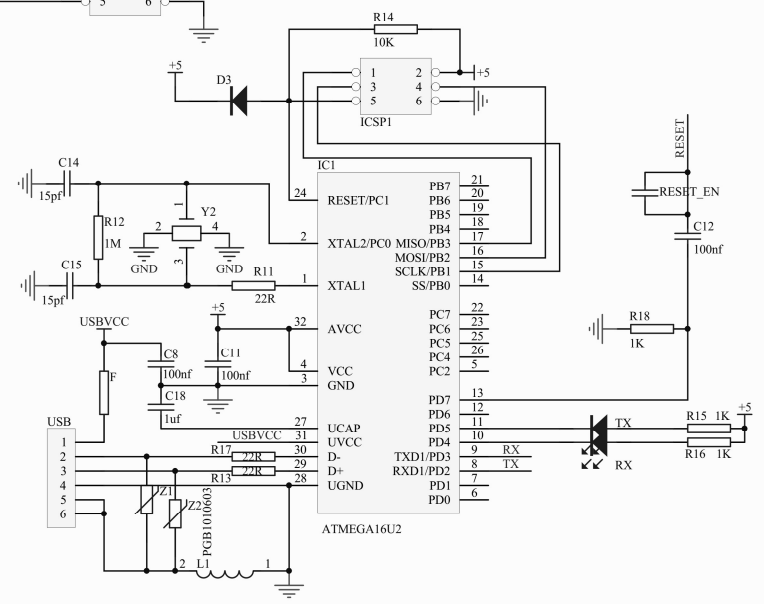 5 6
R14
10K
+5
D3
1 2 +5
3 4
5 6
ICSP1
RESET
RESET_EN
C12
100nf
R18
1K
C14
15pf
R12
1M
1
Y2
2 4
GND GND
3
C15
15pf
R11
22R
IC1
24 RESET/PC1
2 XTAL2/PC0
1 XTAL1
32 AVCC
4 VCC
3 GND
27 UCAP
31 UVCC
30 D-
29 D+
28 UGND
PB7 21
PB6 20
PB5 19
PB4 18
MISO/PB3 17
MOSI/PB2 16
SCLK/PB1 15
SS/PB0 14
PC7 22
PC6 23
PC5 25
PC4 26
PC2 5
PD7 13
PD6 12
PD5 11
PD4 10
TXD1/PD3 9 RX
RXD1/PD2 8 TX
PD1 7
PD0 6
ATMEGA16U2
TX
RX
R15 1K
R16 1K
+5
+5
USBVCC
C8
100nf
C11
100nf
C18
1uf
F
USBVCC
R17 22R
22R
R13
USB
1
2
3
4
5
6
Z1
Z2
PGB1010603
2 L1 1